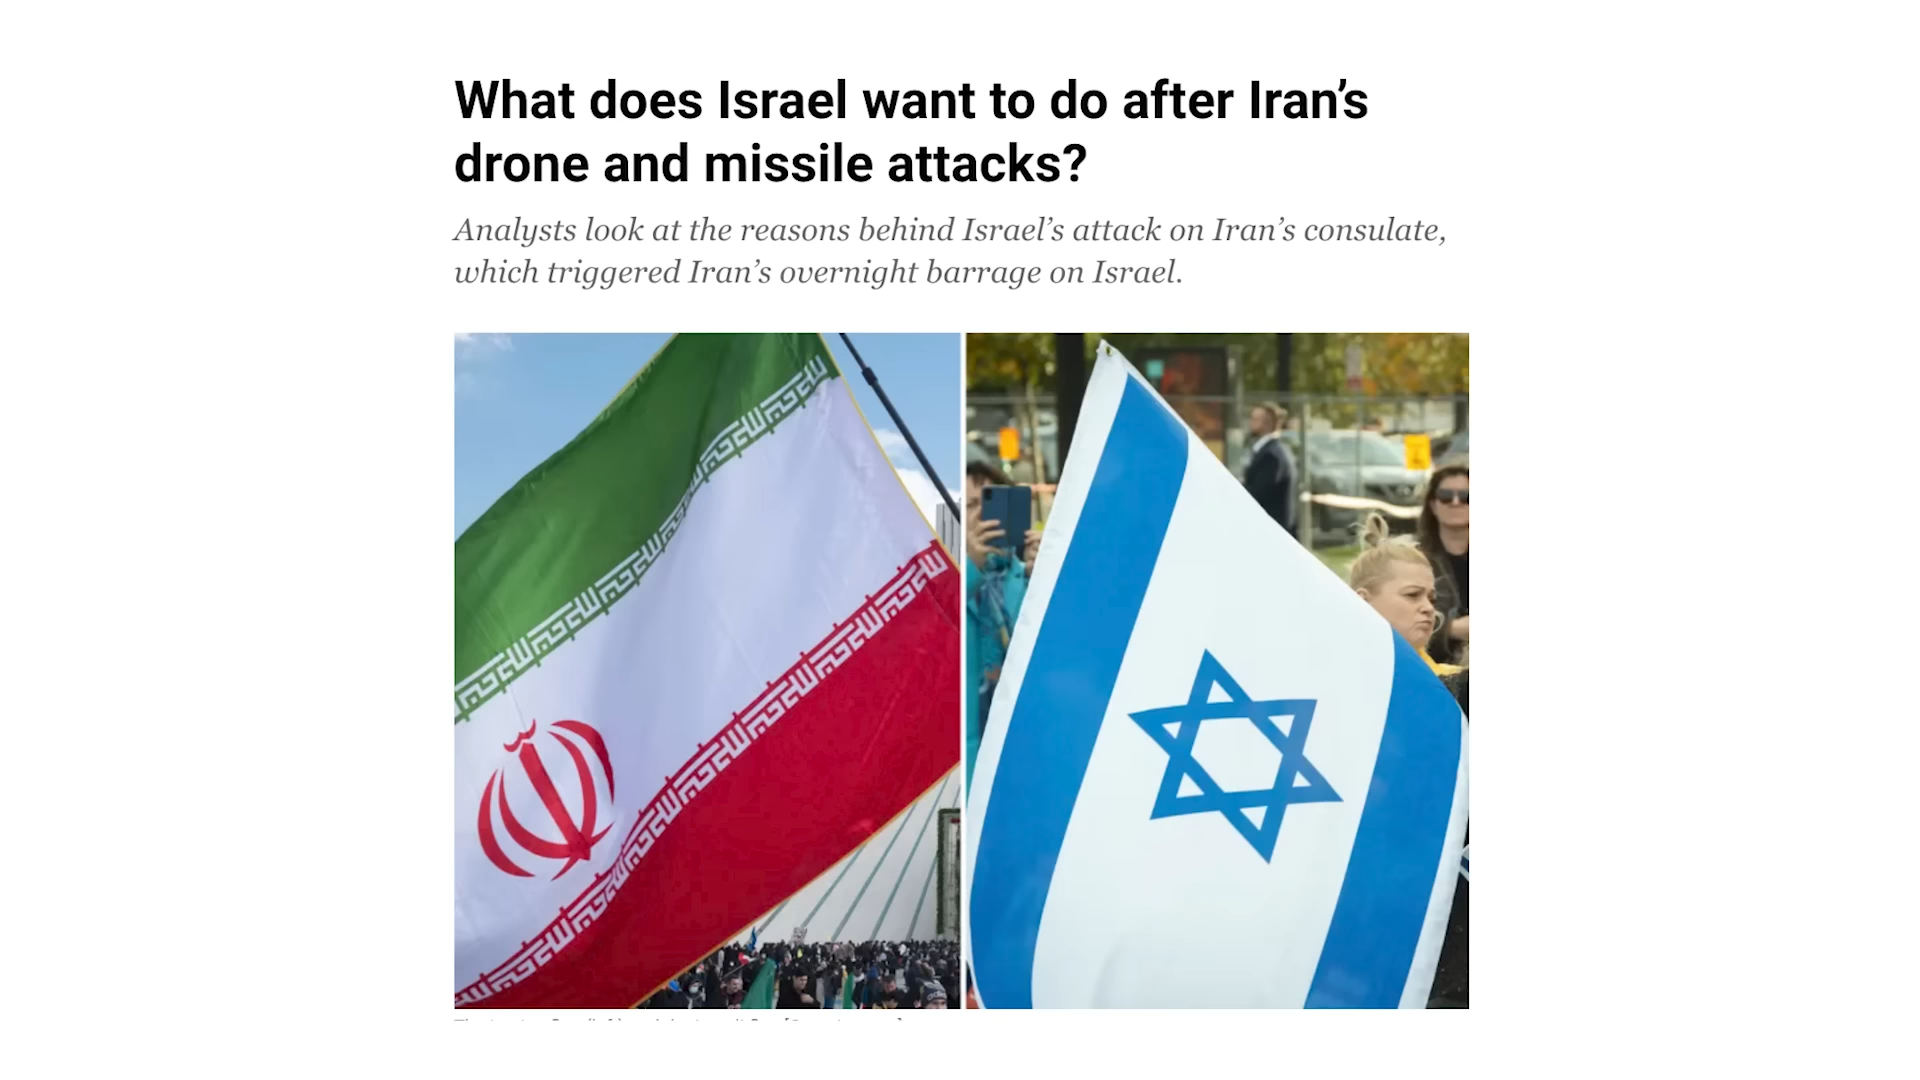 What does Israel want to do after Iran’s
drone and missile attacks?
Analysts look at the reasons behind Israel’s attack on Iran’s consulate,
which triggered Iran’s overnight barrage on Israel.